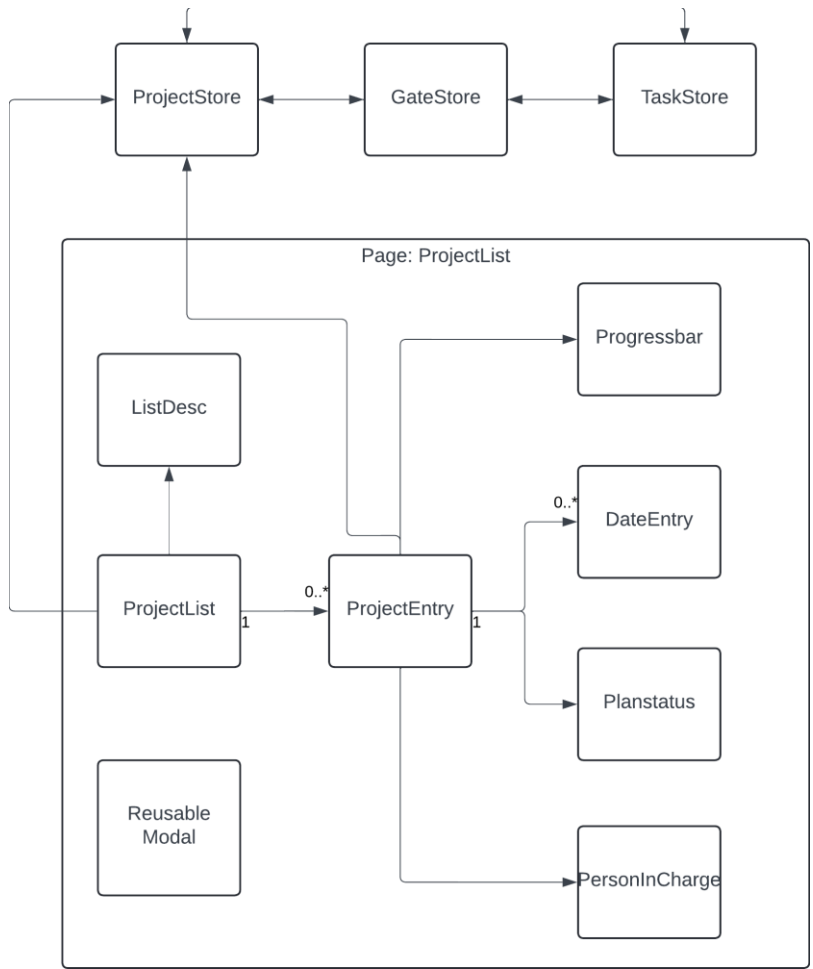 ProjectStore
GateStore
TaskStore
Page: ProjectList
Progressbar
ListDesc
0..*
DateEntry
0..*
ProjectList
1
ProjectEntry
1
Planstatus
Reusable
Modal
PersonInCharge